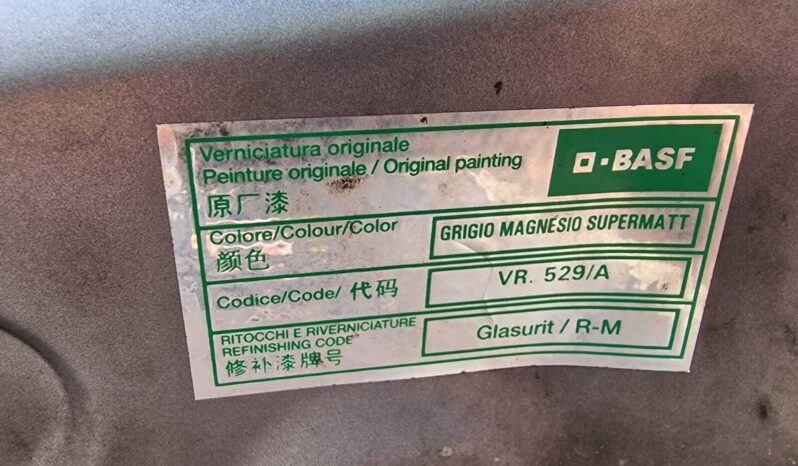 Verniciatura originale
Peinture originale / Original painting
原厂漆
BASF
Colore/Colour/Color
颜色
GRIGIO MAGNESIO SUPERMATT
Codice/Code/ 代码
VR. 529/A
RITOCCHI E RIVERNICIATURE
REFINISHING CODE
修补漆牌号
Glasurit / R-M